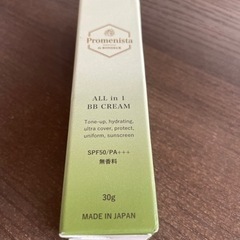 Promenista
ALL in 1
BB CREAM
Tone-up, hydrating,
ultra cover, protect,
uniform, sunscreen
SPF50/PA+++
無香料
30g
MADE IN JAPAN